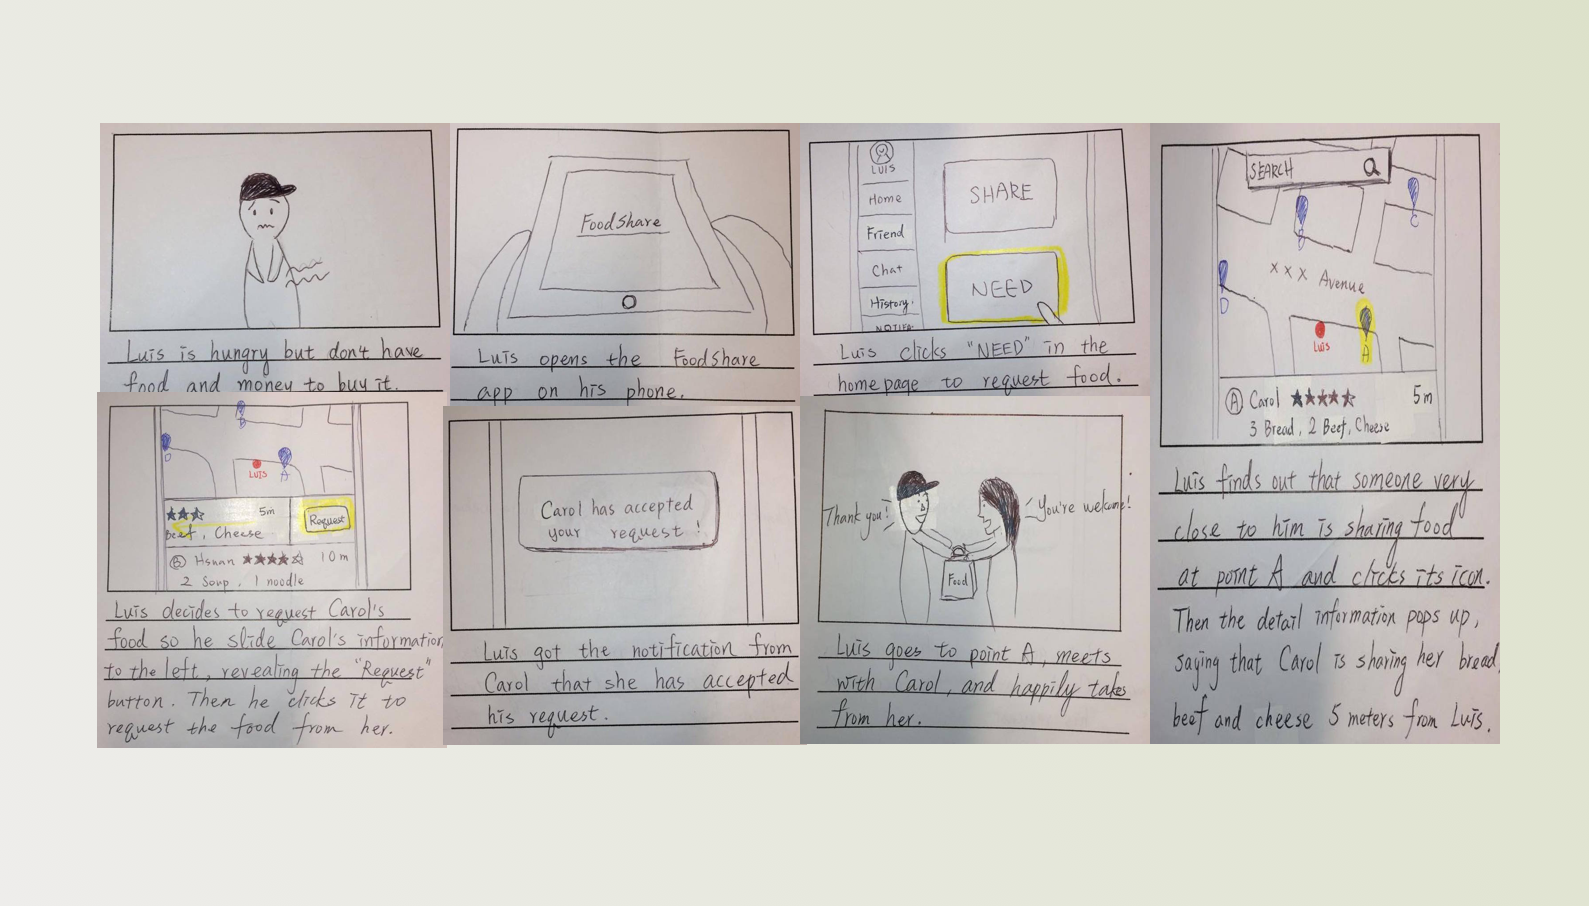 Luis is hungry but don't have
food and money to buy it.
FoodShare
Luis opens the FoodShare
app on his phone.
LUIS
Home
Friend
Chat
History
SHARE
NEED
Luis clicks "NEED" in the
homepage to request food.
SEARCH
C
B
D
x x x Avenue
Luis
A
A Carol 5m
3 Bread, 2 Beef, Cheese
Luis finds out that someone very
close to him is sharing food
at point A and clicks its icon.
Then the detail information pops up,
saying that Carol is sharing her bread,
beef and cheese 5 meters from Luis.
B
D
LUIS
A
5m
Request
beef, Cheese
B 10m
2 Soup, 1 noodle
Luis decides to request Carol's
food so he slide Carol's information
to the left, revealing the "Request"
button. Then he clicks it to
request the food from her.
Carol has accepted
your request!
Luis got the notification from
Carol that she has accepted
his request.
Thank you!
You're welcome!
Food
Luis goes to point A, meets
with Carol, and happily takes
from her.